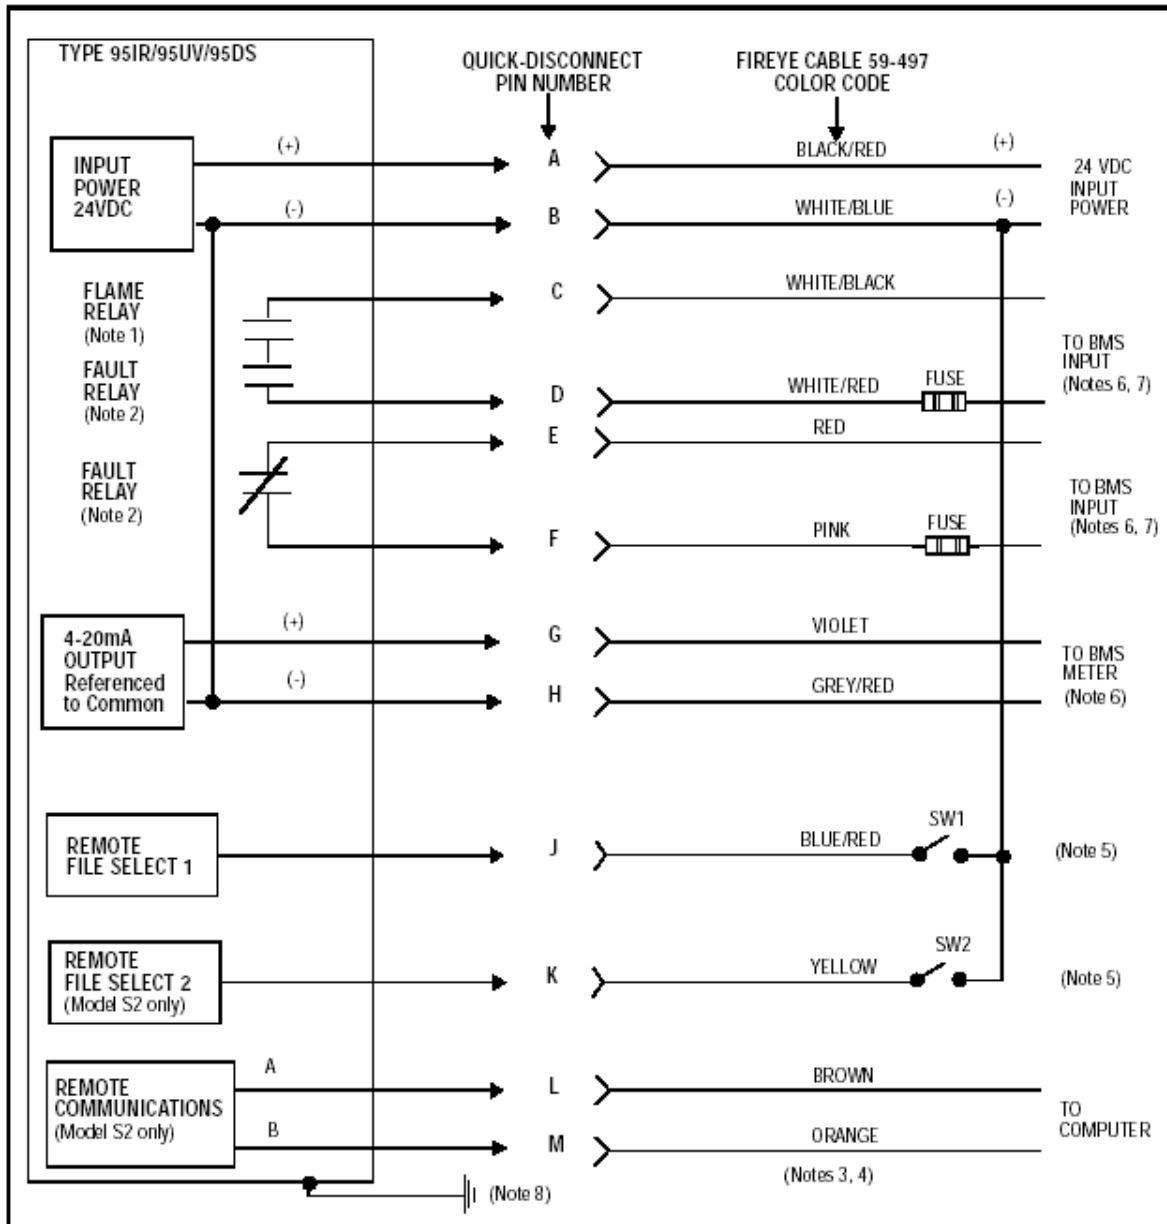 TYPE 95IR/95UV/95DS
QUICK-DISCONNECT
PIN NUMBER
FIREYE CABLE 59-497
COLOR CODE
INPUT
POWER
24VDC
(+)
A
BLACK/RED
(+)
24 VDC
INPUT
POWER
(-)
B
WHITE/BLUE
(-)
FLAME
RELAY
(Note 1)
C
WHITE/BLACK
FAULT
RELAY
(Note 2)
D
WHITE/RED
FUSE
TO BMS
INPUT
(Notes 6, 7)
FAULT
RELAY
(Note 2)
E
RED
F
PINK
FUSE
TO BMS
INPUT
(Notes 6, 7)
4-20mA
OUTPUT
Referenced
to Common
(+)
G
VIOLET
(-)
H
GREY/RED
TO BMS
METER
(Note 6)
REMOTE
FILE SELECT 1
J
BLUE/RED
SW1
(Note 5)
REMOTE
FILE SELECT 2
(Model S2 only)
K
YELLOW
SW2
(Note 5)
REMOTE
COMMUNICATIONS
(Model S2 only)
A
L
BROWN
B
M
ORANGE
TO
COMPUTER
(Notes 3, 4)
(Note 8)